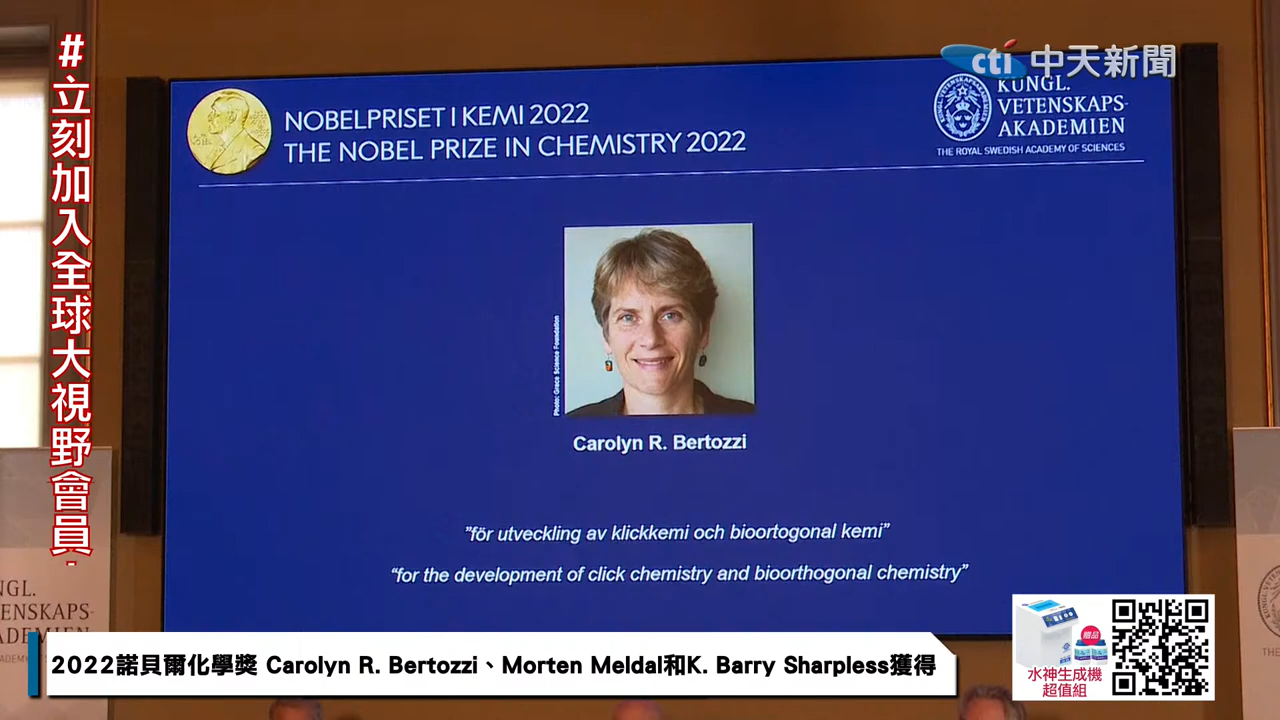 #立刻加入全球大視野會員
cti 中天新聞
NOBELPRISET I KEMI 2022
THE NOBEL PRIZE IN CHEMISTRY 2022
KUNGL.
VETENSKAPS-
AKADEMIEN
THE ROYAL SWEDISH ACADEMY OF SCIENCES
Photo: Grace Science Foundation
Carolyn R. Bertozzi
”för utveckling av klickkemi och bioortogonal kemi”
“for the development of click chemistry and bioorthogonal chemistry”
NGL.
ENSKAPS-
ADEMIEN
2022諾貝爾化學獎 Carolyn R. Bertozzi、Morten Meldal和K. Barry Sharpless獲得
贈品
水神生成機
超值組